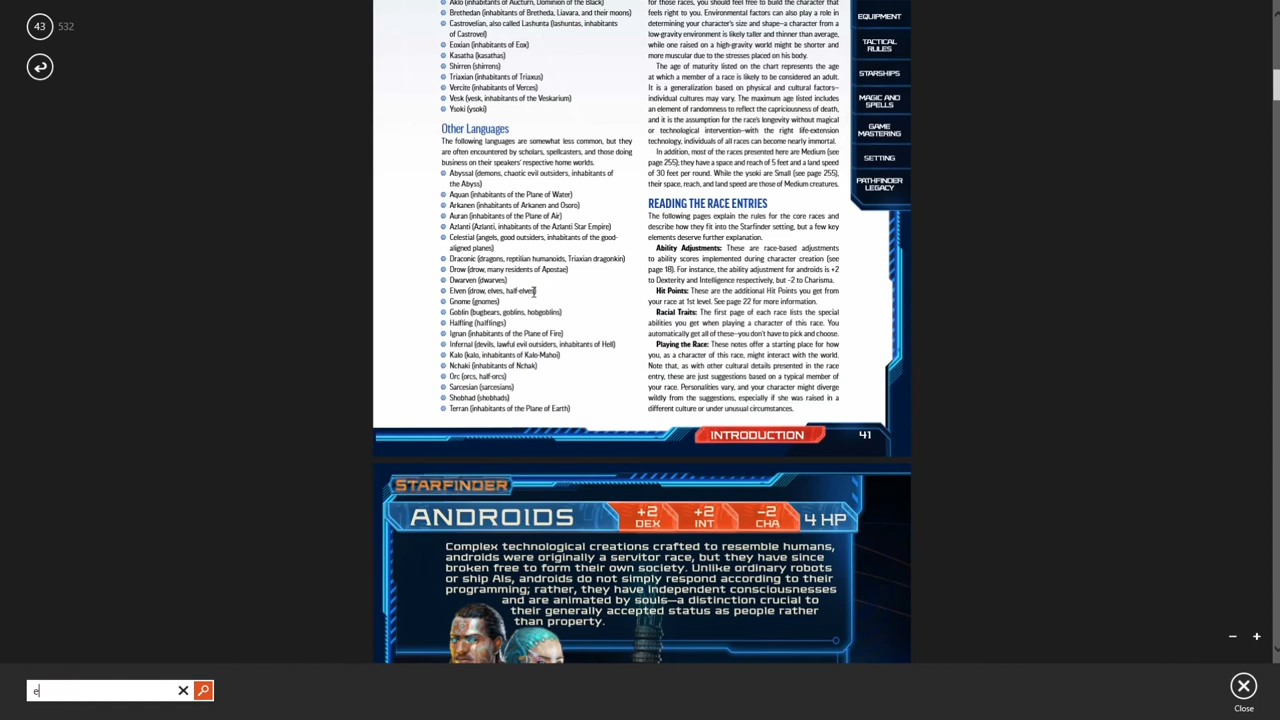 43 532
Aklo (inhabitants of Aucturn, Dominion of the Black)
Brethedan (inhabitants of Bretheda, Liavara, and their moons)
Castrovelian, also called Lashunta (lashuntas, inhabitants
of Castrovel)
Eoxian (inhabitants of Eox)
Kasatha (kasathas)
Shirren (shirrens)
Triaxian (inhabitants of Triaxus)
Vercite (inhabitants of Verces)
Vesk (vesk, inhabitants of the Veskarium)
Ysoki (ysoki)
Other Languages
The following languages are somewhat less common, but they
are often encountered by scholars, spellcasters, and those doing
business on their speakers' respective home worlds.
Abyssal (demons, chaotic evil outsiders, inhabitants of
the Abyss)
Aquan (inhabitants of the Plane of Water)
Arkanen (inhabitants of Arkanen and Osoro)
Auran (inhabitants of the Plane of Air)
Azlanti (Azlanti, inhabitants of the Azlanti Star Empire)
Celestial (angels, good outsiders, inhabitants of the good-
aligned planes)
Draconic (dragons, reptilian humanoids, Triaxian dragonkin)
Drow (drow, many residents of Apostae)
Dwarven (dwarves)
Elven (drow, elves, half-elves)
Gnome (gnomes)
Goblin (bugbears, goblins, hobgoblins)
Halfling (halflings)
Ignan (inhabitants of the Plane of Fire)
Infernal (devils, lawful evil outsiders, inhabitants of Hell)
Kalo (kalo, inhabitants of Kalo-Mahoi)
Nchaki (inhabitants of Nchak)
Orc (orcs, half-orcs)
Sarcesian (sarcesians)
Shobhad (shobhads)
Terran (inhabitants of the Plane of Earth)
for those races, you should feel free to build the character that
feels right to you. Environmental factors can also play a role in
determining your character's size and shape—a character from a
low-gravity environment is likely taller and thinner than average,
while one raised on a high-gravity world might be shorter and
more muscular due to the stresses placed on his body.
The age of maturity listed on the chart represents the age
at which a member of a race is likely to be considered an adult.
It is a generalization based on physical and cultural factors—
individual cultures may vary. The maximum age listed includes
an element of randomness to reflect the capriciousness of death,
and it is the assumption for the race's longevity without magical
or technological intervention—with the right life-extension
technology, individuals of all races can become nearly immortal.
In addition, most of the races presented here are Medium (see
page 255); they have a space and reach of 5 feet and a land speed
of 30 feet per round. While the ysoki are Small (see page 255),
their space, reach, and land speed are those of Medium creatures.
READING THE RACE ENTRIES
The following pages explain the rules for the core races and
describe how they fit into the Starfinder setting, but a few key
elements deserve further explanation.
Ability Adjustments: These are race-based adjustments
to ability scores implemented during character creation (see
page 18). For instance, the ability adjustment for androids is +2
to Dexterity and Intelligence respectively, but -2 to Charisma.
Hit Points: These are the additional Hit Points you get from
your race at 1st level. See page 22 for more information.
Racial Traits: The first page of each race lists the special
abilities you get when playing a character of this race. You
automatically get all of these—you don't have to pick and choose.
Playing the Race: These notes offer a starting place for how
you, as a character of this race, might interact with the world.
Note that, as with other cultural details presented in the race
entry, these are just suggestions based on a typical member of
your race. Personalities vary, and your character might diverge
wildly from the suggestions, especially if she was raised in a
different culture or under unusual circumstances.
EQUIPMENT
TACTICAL
RULES
STARSHIPS
MAGIC AND
SPELLS
GAME
MASTERING
SETTING
PATHFINDER
LEGACY
INTRODUCTION 41
STARFINDER
ANDROIDS +2 DEX +2 INT -2 CHA 4 HP
Complex technological creations crafted to resemble humans,
androids were originally a servitor race, but they have since
broken free to form their own society. Unlike ordinary robots
or ship AIs, androids do not simply respond according to their
programming; rather, they have independent consciousnesses
and are animated by souls—a distinction crucial to
their generally accepted status as people rather
than property.
e
Close